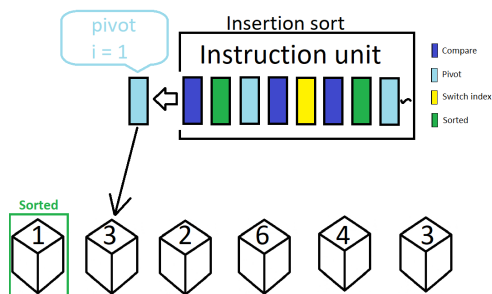 Insertion sort
pivot
i = 1
Instruction unit
Compare
Pivot
Switch index
Sorted
Sorted
1
3
2
6
4
3